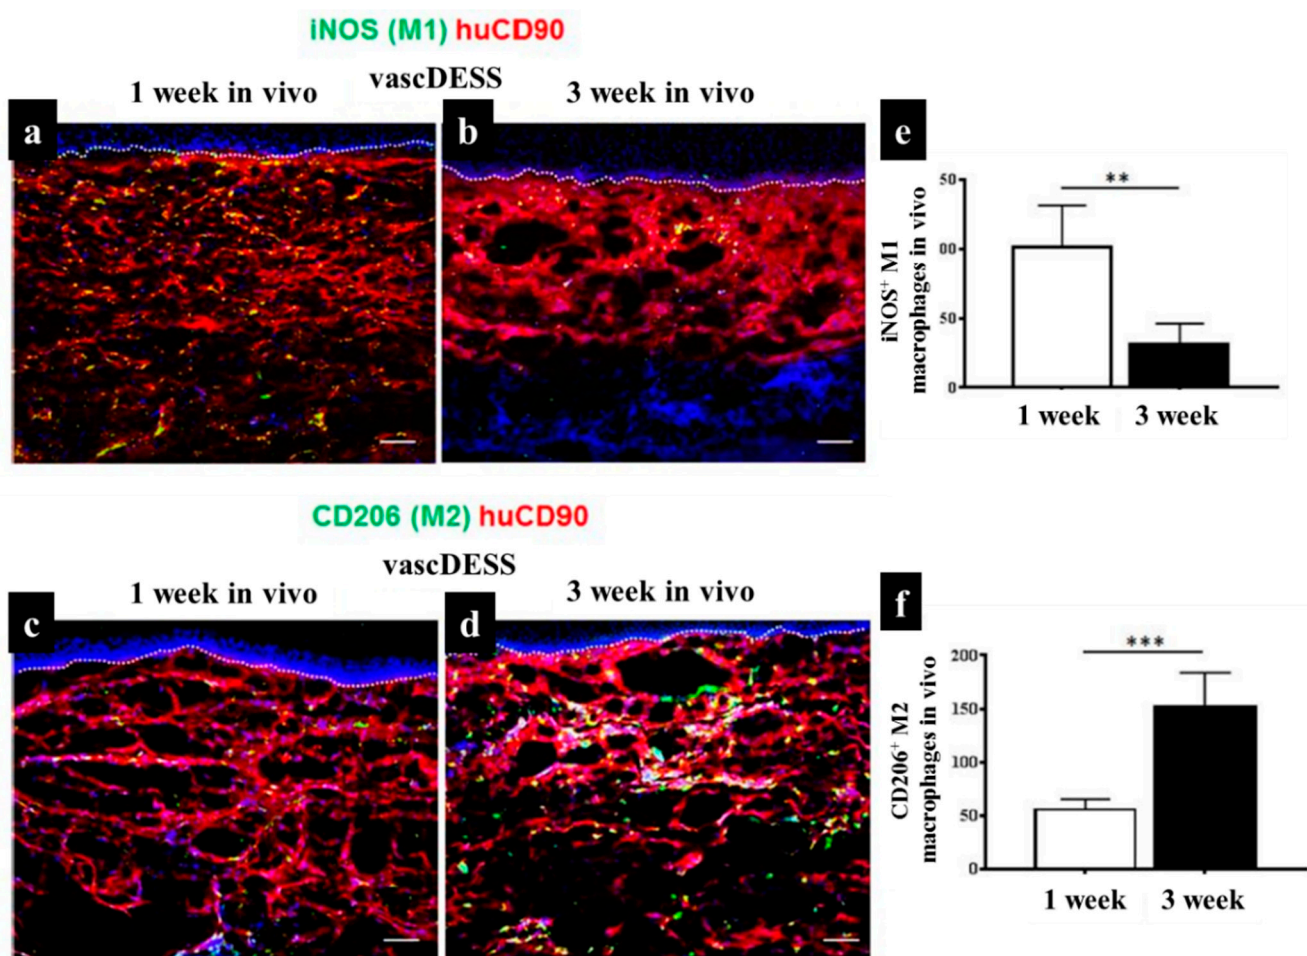 iNOS (M1) huCD90
vascDESS
1 week in vivo
3 week in vivo
a
b
e
iNOS+ M1
macrophages in vivo
50
00
50
0
**
1 week
3 week
CD206 (M2) huCD90
vascDESS
1 week in vivo
3 week in vivo
c
d
f
CD206+ M2
macrophages in vivo
200
150
100
50
0
***
1 week
3 week